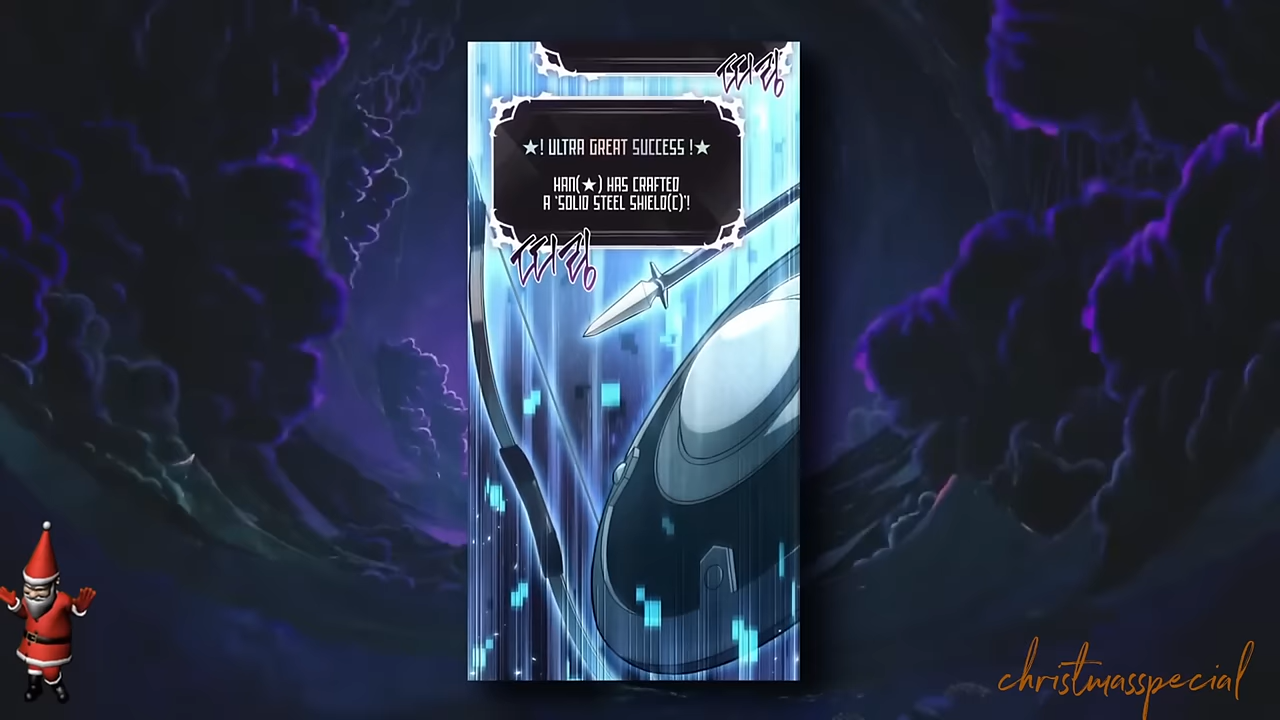 띠링
★! ULTRA GREAT SUCCESS !★
HAN(★) HAS CRAFTED
A 'SOLID STEEL SHIELD(C)'!
띠링
christmasspecial